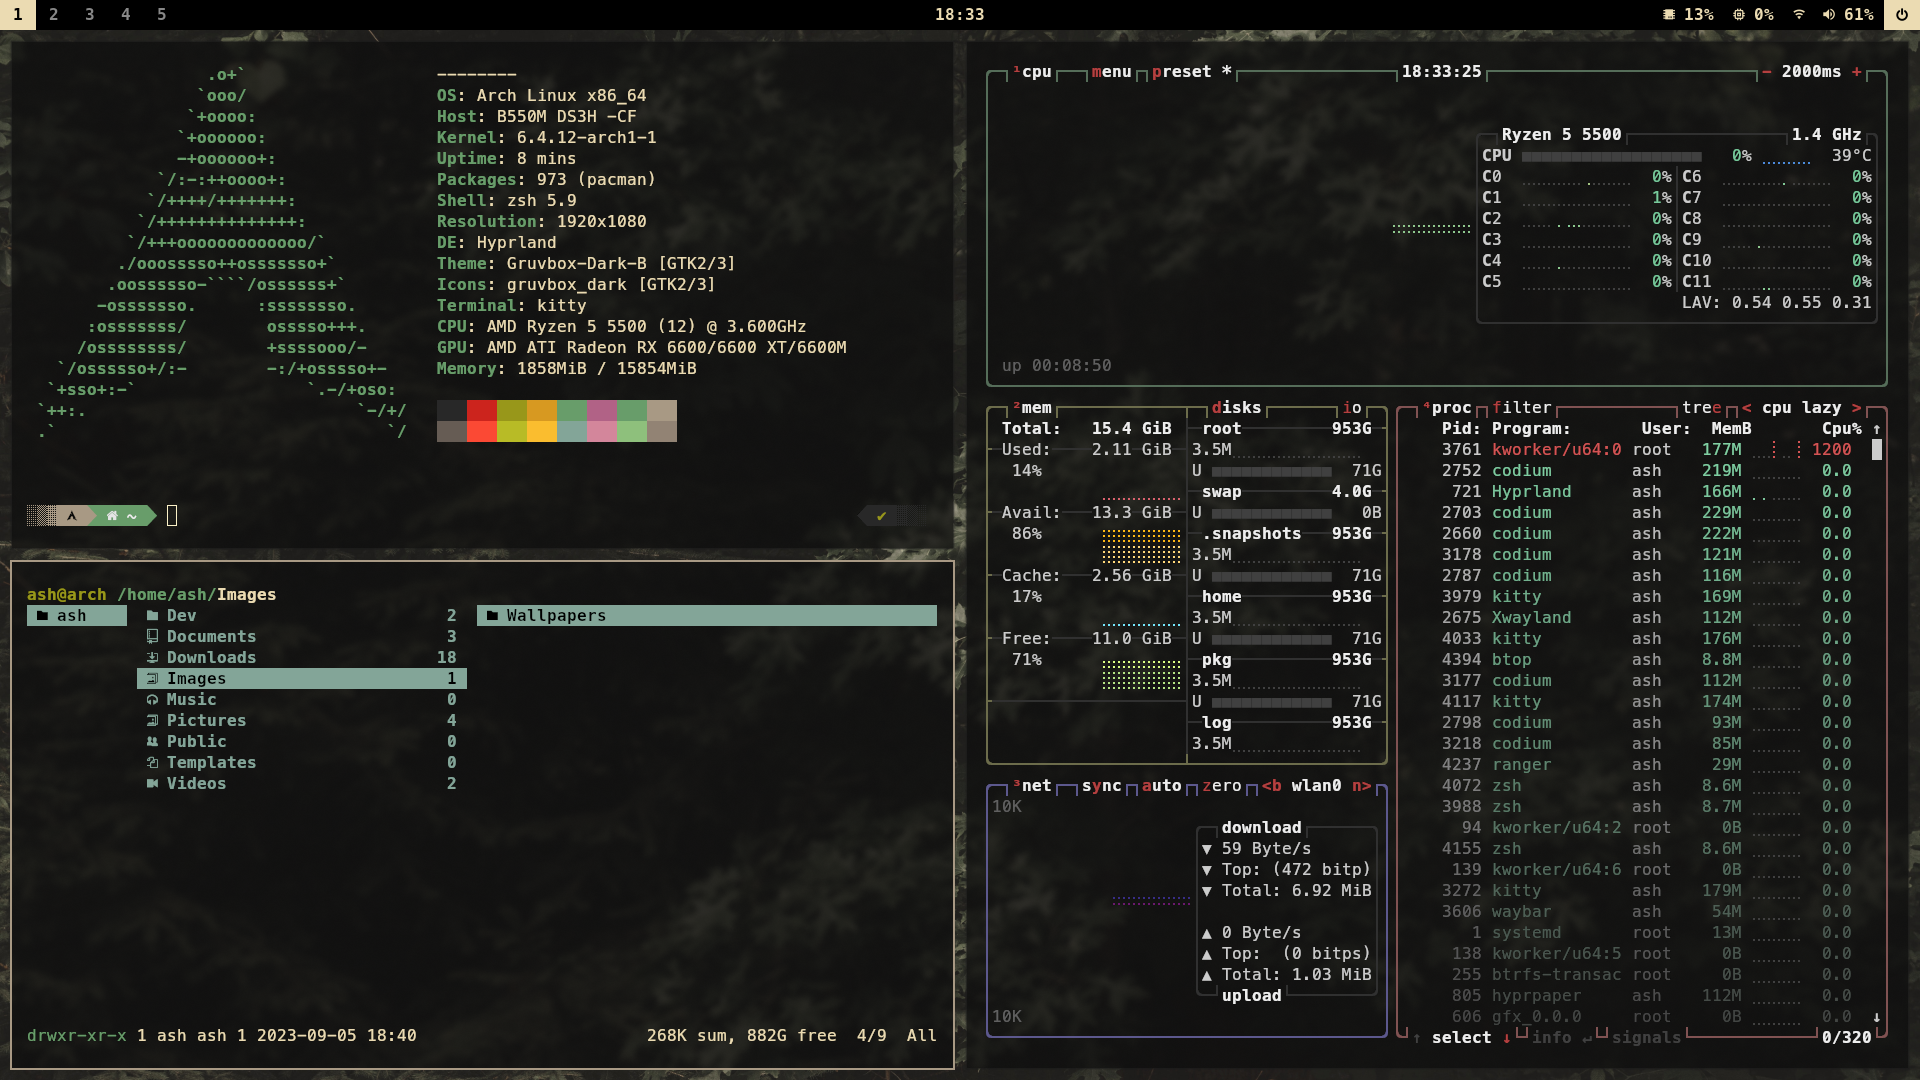 1 2 3 4 5
18:33
13% 0% 61%
.o+`
`ooo/
`+oooo:
`+oooooo:
-+oooooo+:
`/:-:++oooo+:
`/++++/+++++++:
`/++++++++++++++:
`/+++ooooooooooooo/`
./ooosssso++osssssso+`
.oossssso-````/ossssss+`
-osssssso. :ssssssso.
:osssssss/ osssso+++.
/ossssssss/ +ssssooo/-
`/ossssso+/:- -:/+osssso+-
`+sso+:-` `.-/+oso:
`++:. `-/+/
.` `/
--------
OS: Arch Linux x86_64
Host: B550M DS3H -CF
Kernel: 6.4.12-arch1-1
Uptime: 8 mins
Packages: 973 (pacman)
Shell: zsh 5.9
Resolution: 1920x1080
DE: Hyprland
Theme: Gruvbox-Dark-B [GTK2/3]
Icons: gruvbox_dark [GTK2/3]
Terminal: kitty
CPU: AMD Ryzen 5 5500 (12) @ 3.600GHz
GPU: AMD ATI Radeon RX 6600/6600 XT/6600M
Memory: 1858MiB / 15854MiB
~ ✔
ash@arch /home/ash/Images
ash
Dev 2
Documents 3
Downloads 18
Images 1
Music 0
Pictures 4
Public 0
Templates 0
Videos 2
Wallpapers
drwxr-xr-x 1 ash ash 1 2023-09-05 18:40 268K sum, 882G free 4/9 All
¹cpu menu preset * 18:33:25 - 2000ms +
Ryzen 5 5500 1.4 GHz
CPU 0% 39°C
C0 0% C6 0%
C1 1% C7 0%
C2 0% C8 0%
C3 0% C9 0%
C4 0% C10 0%
C5 0% C11 0%
LAV: 0.54 0.55 0.31
up 00:08:50
²mem
Total: 15.4 GiB
Used: 2.11 GiB
14%
Avail: 13.3 GiB
86%
Cache: 2.56 GiB
17%
Free: 11.0 GiB
71%
disks io
root 953G
3.5M
U 71G
swap 4.0G
U 0B
.snapshots 953G
3.5M
U 71G
home 953G
3.5M
U 71G
pkg 953G
3.5M
U 71G
log 953G
3.5M
³net sync auto zero <b wlan0 n>
10K
download
▼ 59 Byte/s
▼ Top: (472 bitp)
▼ Total: 6.92 MiB
▲ 0 Byte/s
▲ Top: (0 bitps)
▲ Total: 1.03 MiB
upload
10K
⁴proc filter tree < cpu lazy >
Pid: Program: User: MemB Cpu% ↑
3761 kworker/u64:0 root 177M 1200
2752 codium ash 219M 0.0
721 Hyprland ash 166M 0.0
2703 codium ash 229M 0.0
2660 codium ash 222M 0.0
3178 codium ash 121M 0.0
2787 codium ash 116M 0.0
3979 kitty ash 169M 0.0
2675 Xwayland ash 112M 0.0
4033 kitty ash 176M 0.0
4394 btop ash 8.8M 0.0
3177 codium ash 112M 0.0
4117 kitty ash 174M 0.0
2798 codium ash 93M 0.0
3218 codium ash 85M 0.0
4237 ranger ash 29M 0.0
4072 zsh ash 8.6M 0.0
3988 zsh ash 8.7M 0.0
94 kworker/u64:2 root 0B 0.0
4155 zsh ash 8.6M 0.0
139 kworker/u64:6 root 0B 0.0
3272 kitty ash 179M 0.0
3606 waybar ash 54M 0.0
1 systemd root 13M 0.0
138 kworker/u64:5 root 0B 0.0
255 btrfs-transac root 0B 0.0
805 hyprpaper ash 112M 0.0
606 gfx_0.0.0 root 0B 0.0 ↓
↑ select ↓ info ↵ signals 0/320